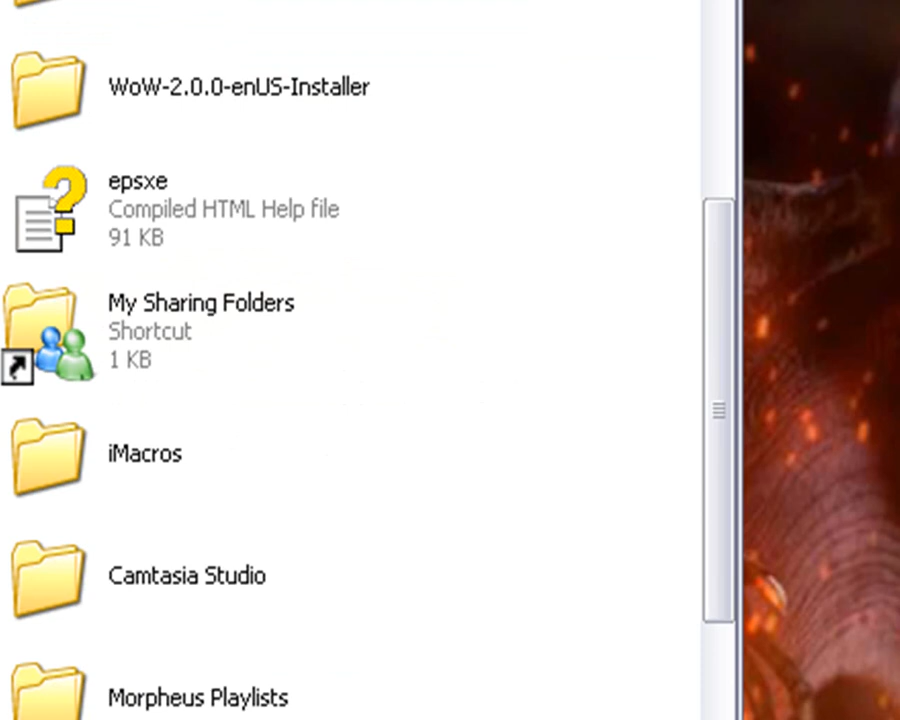 WoW-2.0.0-enUS-Installer
epsxe
Compiled HTML Help file
91 KB
My Sharing Folders
Shortcut
1 KB
iMacros
Camtasia Studio
Morpheus Playlists